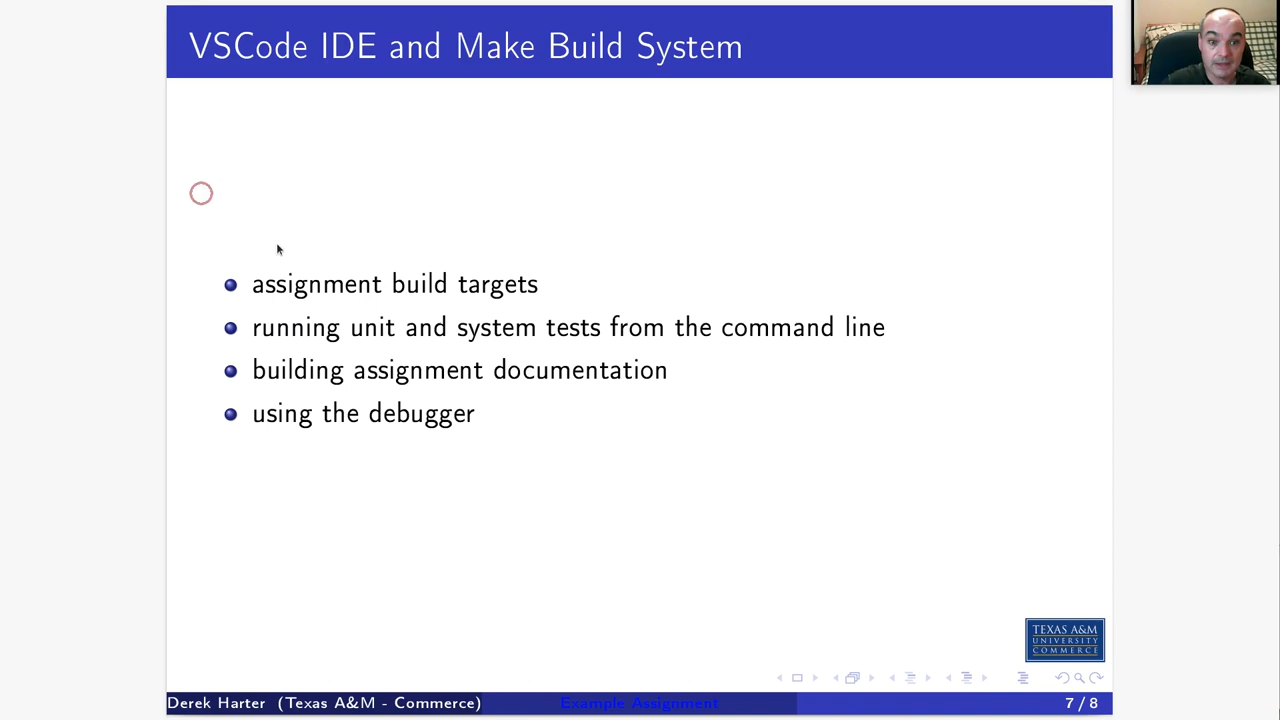 VSCode IDE and Make Build System
assignment build targets
running unit and system tests from the command line
building assignment documentation
using the debugger
TEXAS A&M
UNIVERSITY
COMMERCE
Derek Harter (Texas A&M - Commerce)
Example Assignment
7 / 8